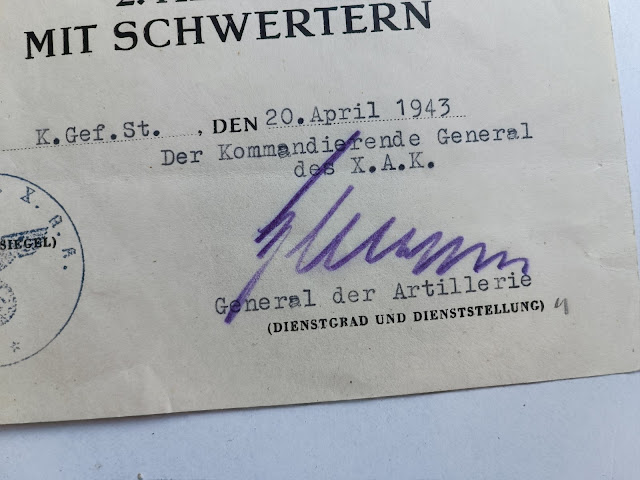 MIT SCHWERTERN
K.Gef.St. , DEN 20.April 1943
Der Kommandierende General
des X.A.K.
X. A. K.
SIEGEL)
General der Artillerie
(DIENSTGRAD UND DIENSTSTELLUNG)